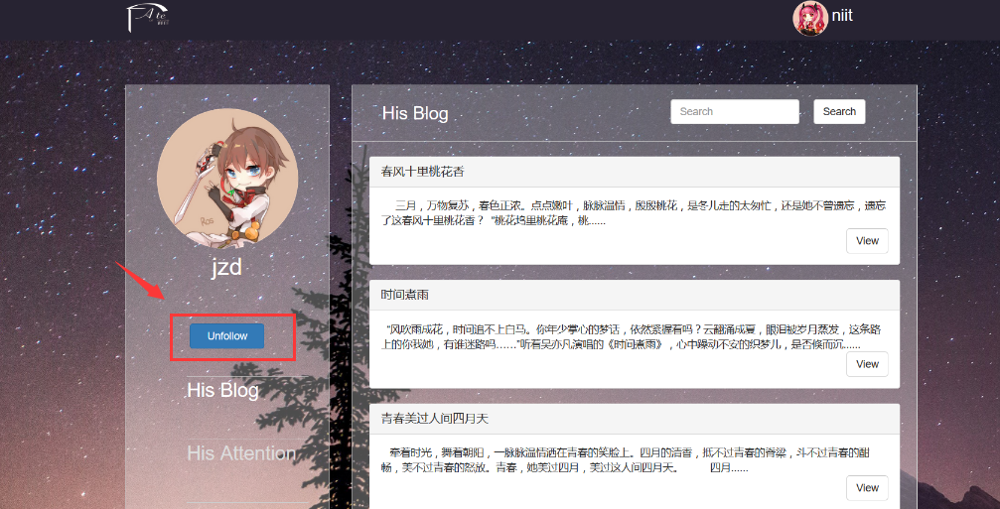 niit
His Blog
Search
Search
jzd
Unfollow
His Blog
His Attention
春风十里桃花香
三月，万物复苏，春色正浓。点点嫩叶，脉脉温情，殷殷桃花，是冬儿走的太匆忙，还是她不曾遗忘，遗忘
了这春风十里桃花香？“桃花坞里桃花庵，桃......
View
时间煮雨
“风吹雨成花，时间追不上白马。你年少掌心的梦话，依然紧握着吗？云翻涌成夏，眼泪被岁月蒸发，这条路
上的你我她，有谁迷路吗……”听着吴亦凡演唱的《时间煮雨》，心中躁动不安的织梦儿，是否倏而沉......
View
青春美过人间四月天
牵着时光，舞着朝阳，一脉脉温情洒在青春的笑脸上。四月的清香，抵不过青春的脊梁，斗不过青春的酣
畅，美不过青春的怒放。青春，她美过四月，美过这人间四月天。 四月......
View